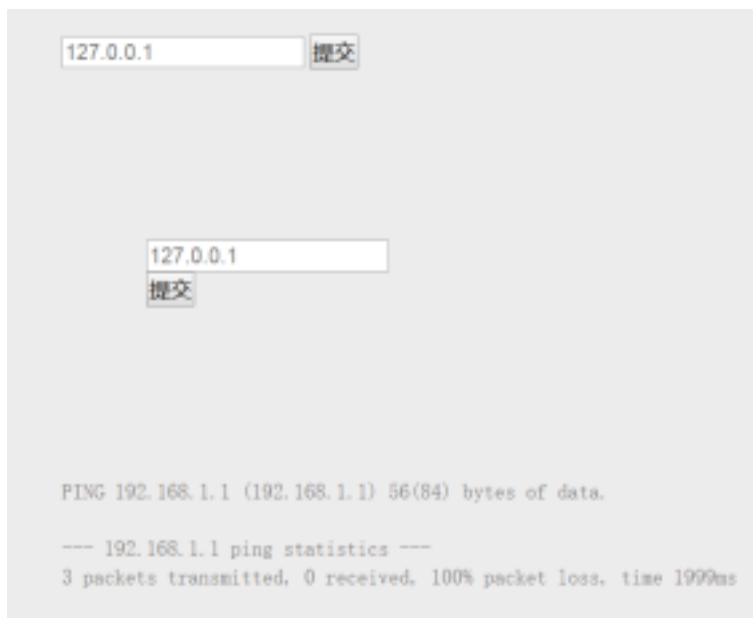 127.0.0.1 提交
127.0.0.1
提交
PING 192.168.1.1 (192.168.1.1) 56(84) bytes of data.
--- 192.168.1.1 ping statistics ---
3 packets transmitted, 0 received, 100% packet loss, time 1999ms